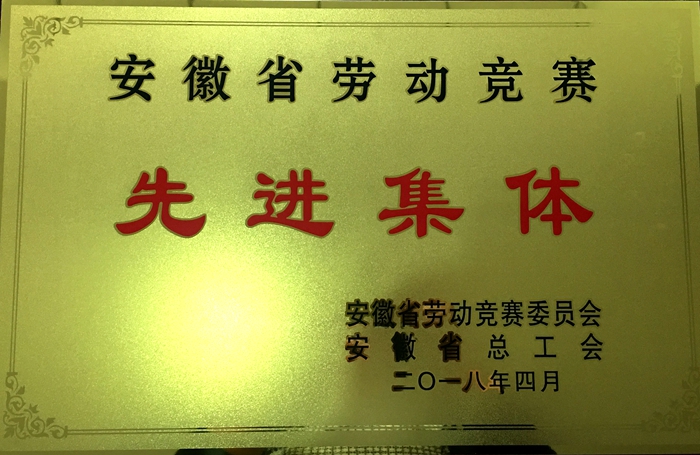 安徽省劳动竞赛
先进集体
安徽省劳动竞赛委员会
安徽省总工会
二〇一八年四月